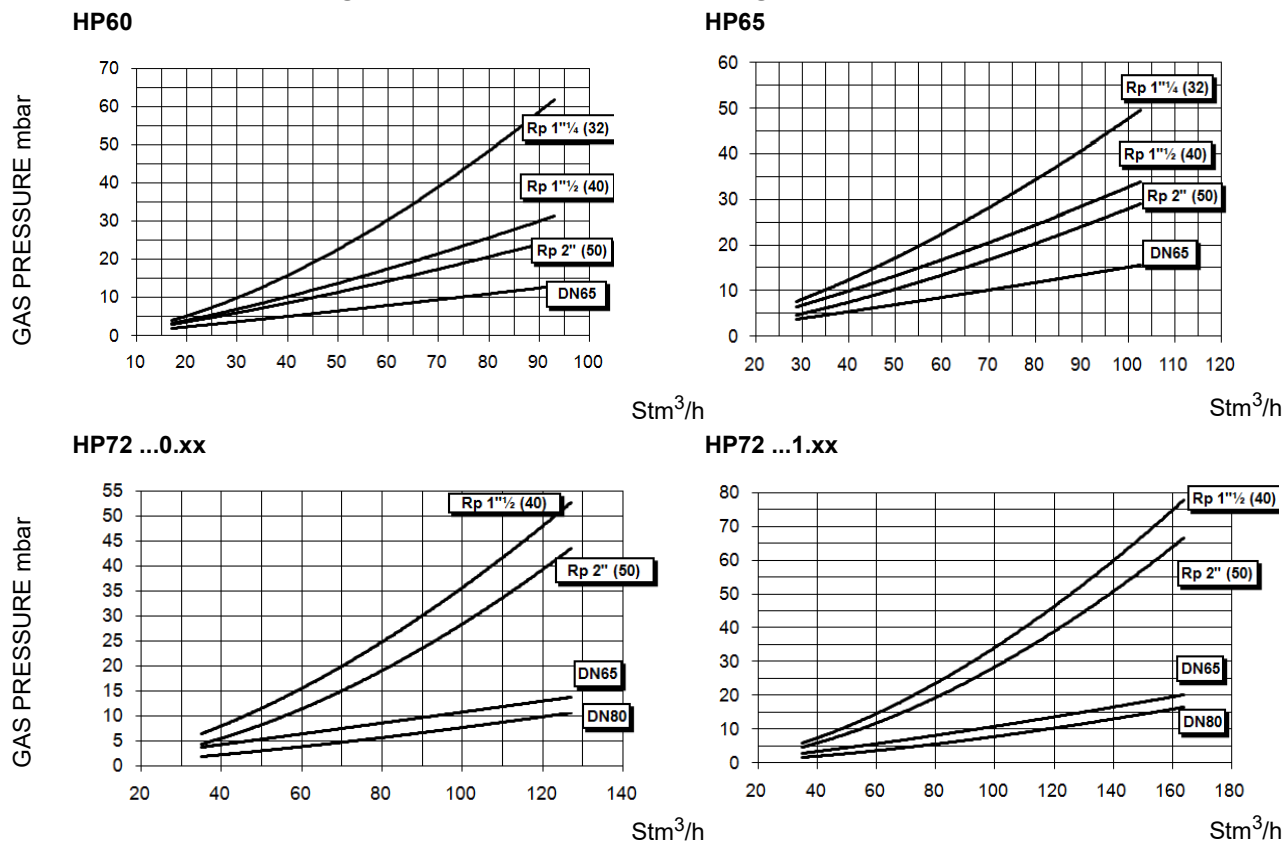 HP60
HP65
GAS PRESSURE mbar
70
60
50
40
30
20
10
0
10 20 30 40 50 60 70 80 90 100
Rp 1"¼ (32)
Rp 1"½ (40)
Rp 2" (50)
DN65
Stm³/h
60
50
40
30
20
10
0
20 30 40 50 60 70 80 90 100 110 120
Rp 1"¼ (32)
Rp 1"½ (40)
Rp 2" (50)
DN65
Stm³/h
HP72 ...0.xx
HP72 ...1.xx
GAS PRESSURE mbar
55
50
45
40
35
30
25
20
15
10
5
0
20 40 60 80 100 120 140
Rp 1"½ (40)
Rp 2" (50)
DN65
DN80
Stm³/h
80
70
60
50
40
30
20
10
0
20 40 60 80 100 120 140 160 180
Rp 1"½ (40)
Rp 2" (50)
DN65
DN80
Stm³/h